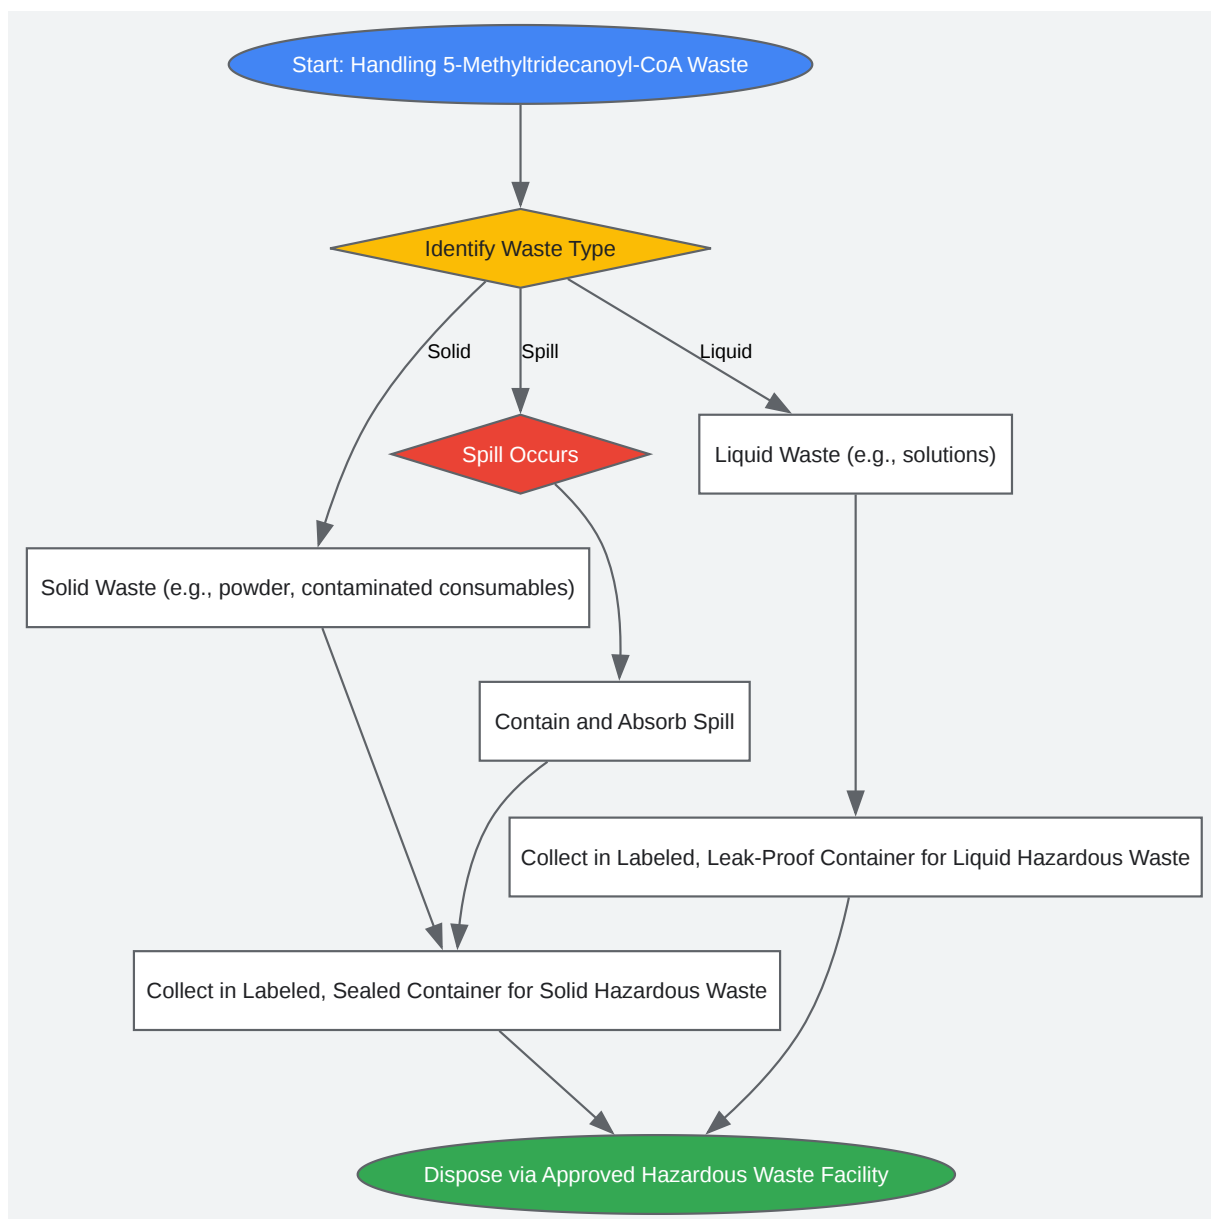 Start: Handling 5-Methyltridecanoyl-CoA Waste
Identify Waste Type
Solid
Spill
Liquid
Spill Occurs
Liquid Waste (e.g., solutions)
Solid Waste (e.g., powder, contaminated consumables)
Contain and Absorb Spill
Collect in Labeled, Leak-Proof Container for Liquid Hazardous Waste
Collect in Labeled, Sealed Container for Solid Hazardous Waste
Dispose via Approved Hazardous Waste Facility